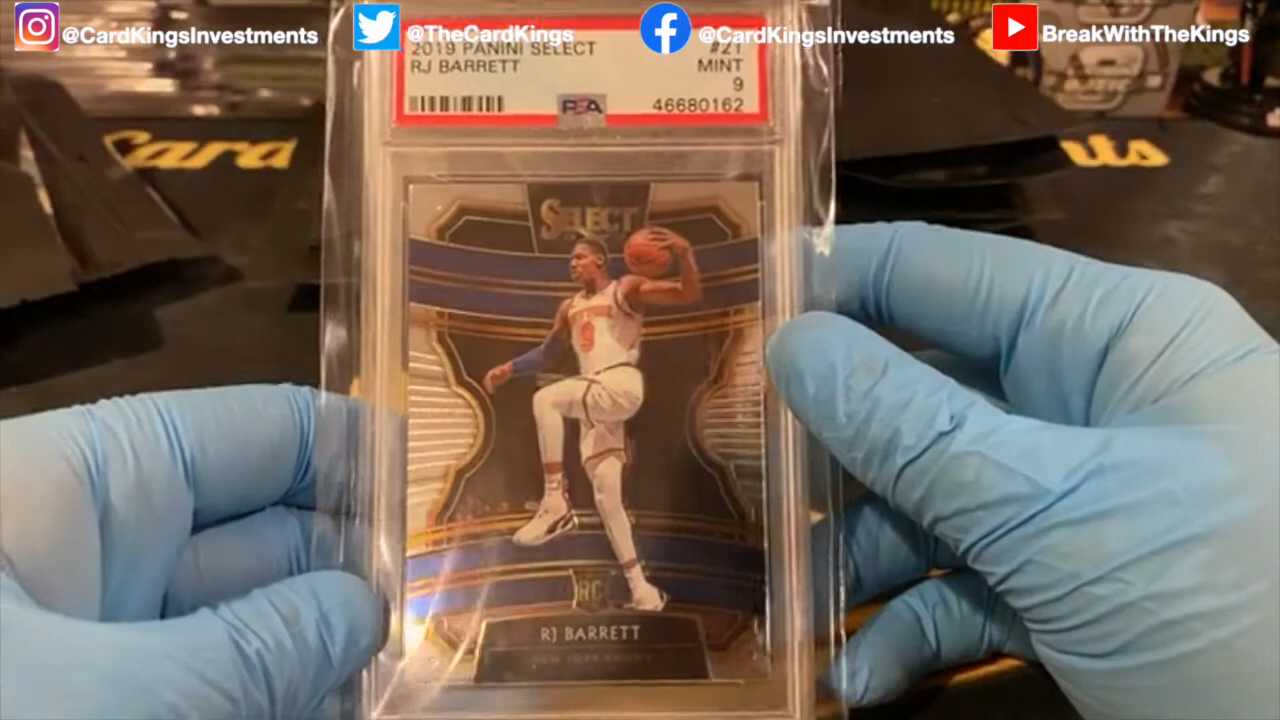 @CardKingsInvestments
@TheCardKings
@CardKingsInvestments
BreakWithTheKings
2019 PANINI SELECT #21
RJ BARRETT MINT
9
PSA 46680162
Card
SELECT
9
RC
RJ BARRETT